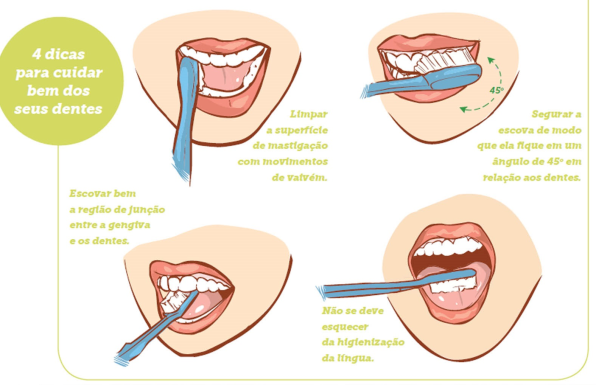 4 dicas
para cuidar
bem dos
seus dentes
Limpar
a superfície
de mastigação
com movimentos
de vaivém.
45º
Segurar a
escova de modo
que ela fique em um
ângulo de 45º em
relação aos dentes.
Escovar bem
a região de junção
entre a gengiva
e os dentes.
Não se deve
esquecer
da higienização
da língua.